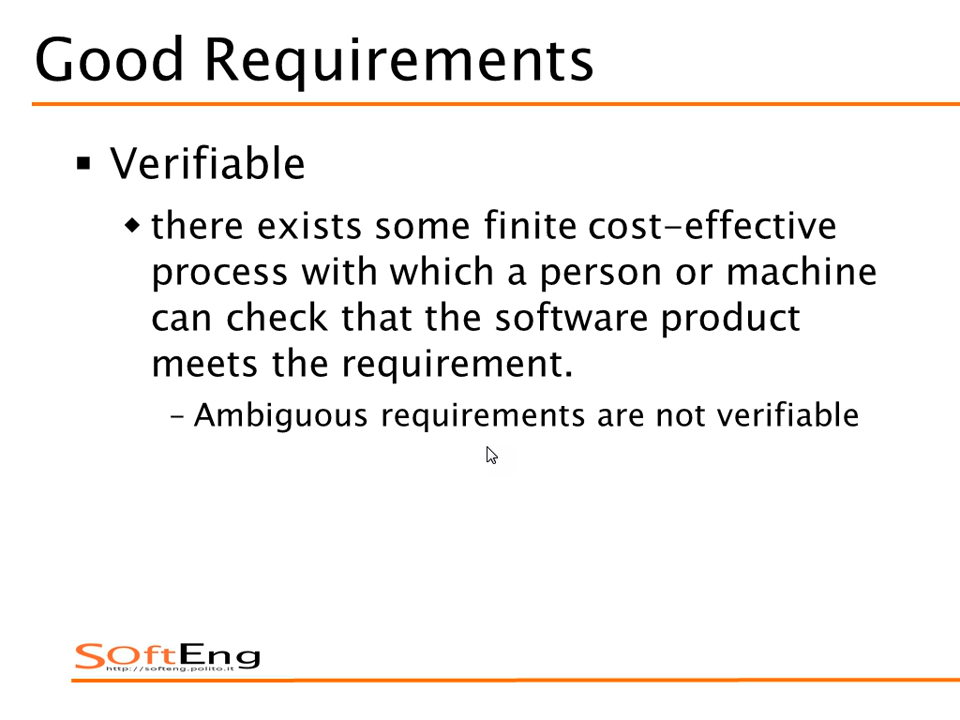 Good Requirements
▪ Verifiable
◆ there exists some finite cost-effective
process with which a person or machine
can check that the software product
meets the requirement.
– Ambiguous requirements are not verifiable
SOftEng
http://softeng.polito.it